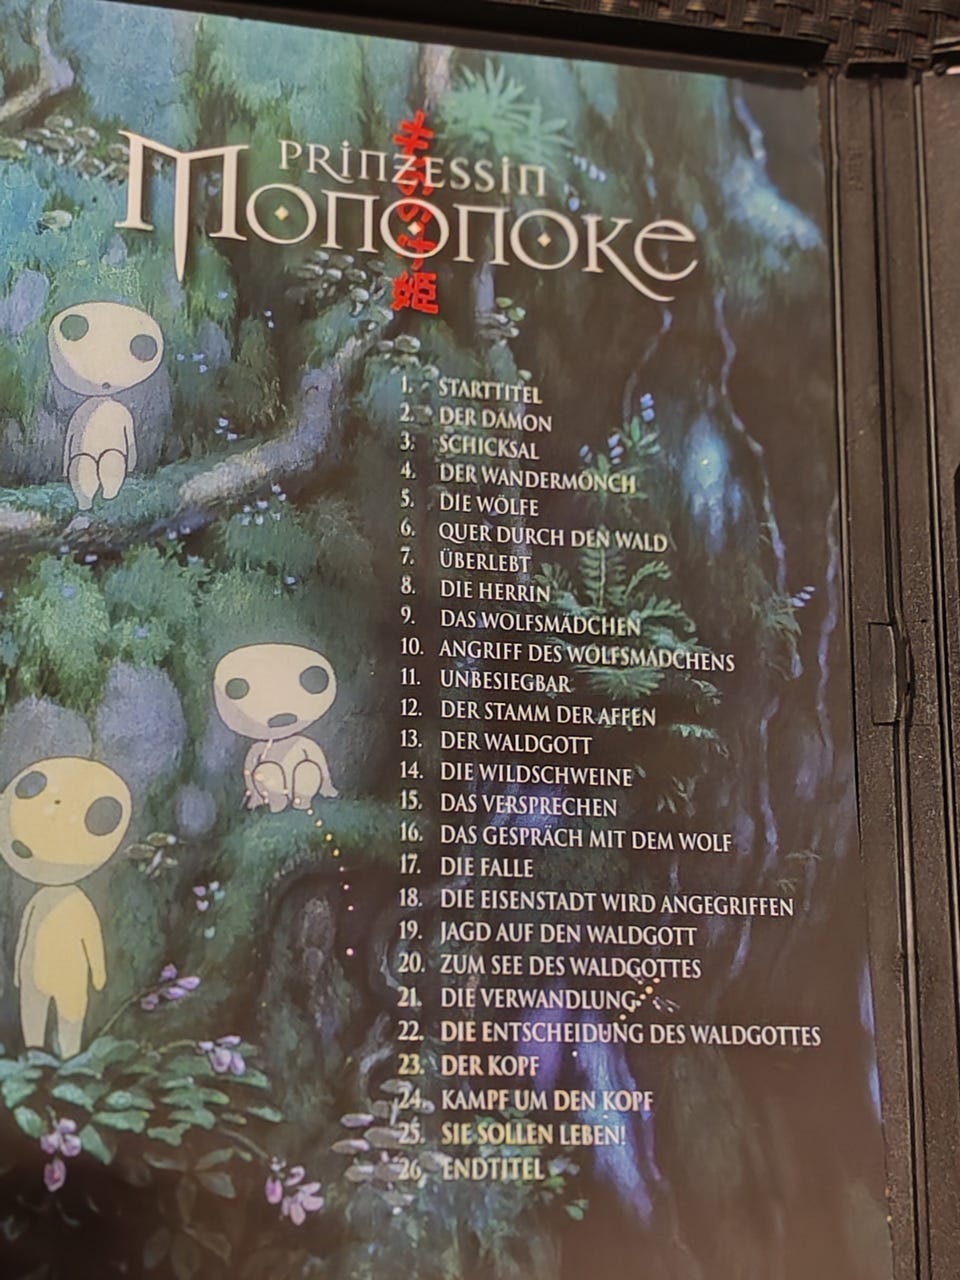 PRINZESSIN
MONONOKE
もののけ姫
1. STARTTITEL
2. DER DÄMON
3. SCHICKSAL
4. DER WANDERMÖNCH
5. DIE WÖLFE
6. QUER DURCH DEN WALD
7. ÜBERLEBT
8. DIE HERRIN
9. DAS WOLFSMÄDCHEN
10. ANGRIFF DES WOLFSMÄDCHENS
11. UNBESIEGBAR
12. DER STAMM DER AFFEN
13. DER WALDGOTT
14. DIE WILDSCHWEINE
15. DAS VERSPRECHEN
16. DAS GESPRÄCH MIT DEM WOLF
17. DIE FALLE
18. DIE EISENSTADT WIRD ANGEGRIFFEN
19. JAGD AUF DEN WALDGOTT
20. ZUM SEE DES WALDGOTTES
21. DIE VERWANDLUNG
22. DIE ENTSCHEIDUNG DES WALDGOTTES
23. DER KOPF
24. KAMPF UM DEN KOPF
25. SIE SOLLEN LEBEN!
26. ENDTITEL